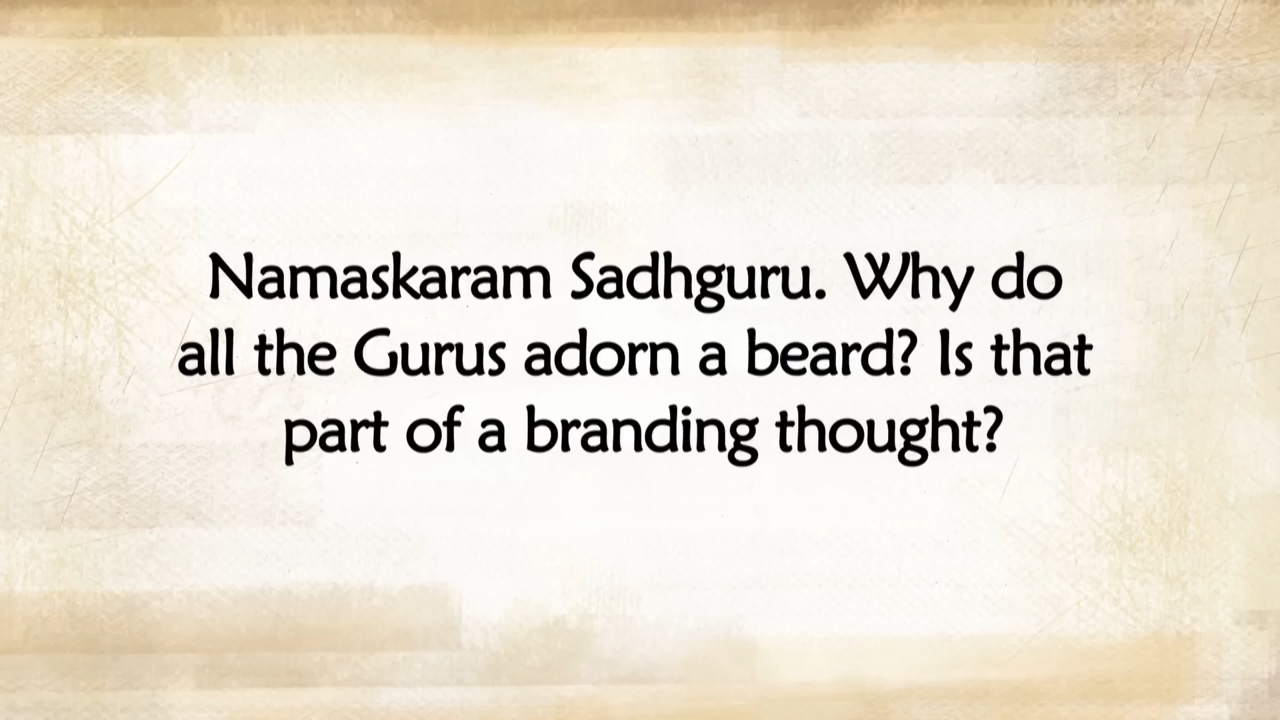 Namaskaram Sadhguru. Why do
all the Gurus adorn a beard? Is that
part of a branding thought?